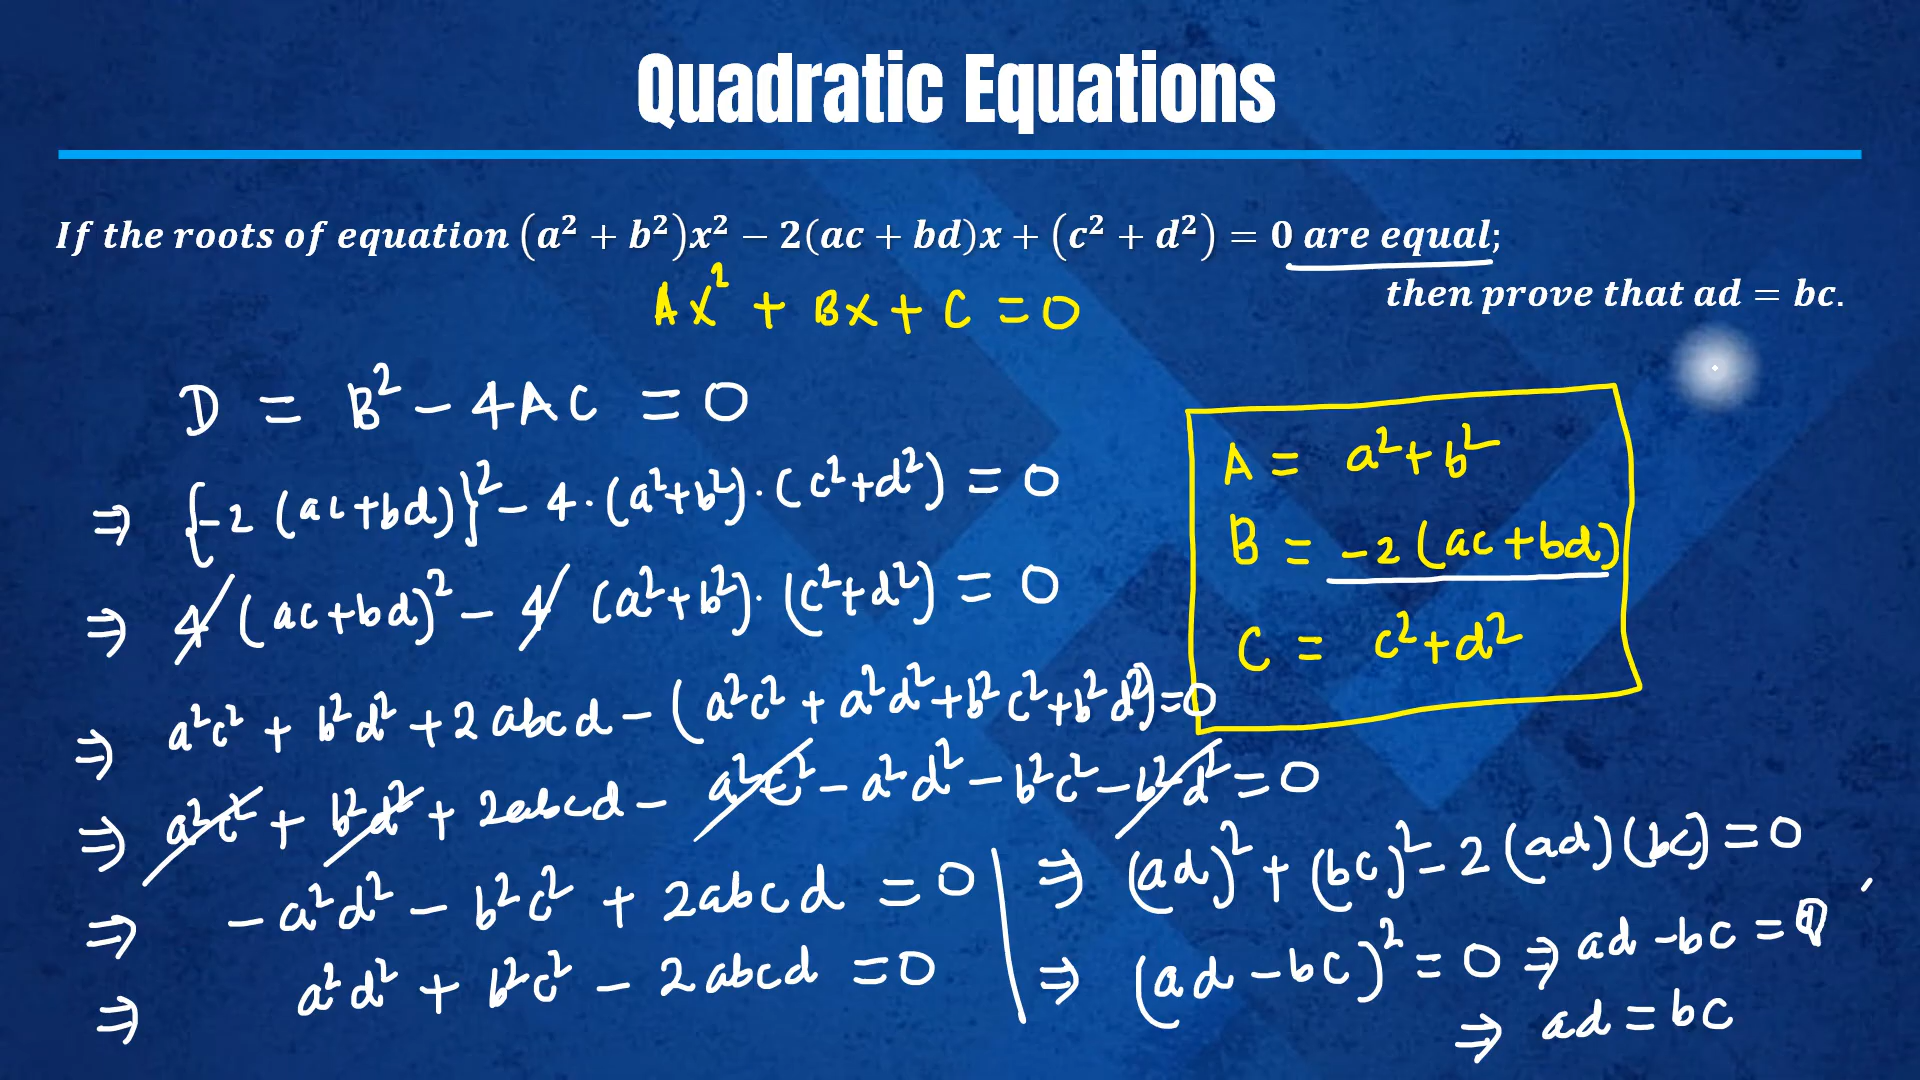 Quadratic Equations
If the roots of equation (a² + b²)x² − 2(ac + bd)x + (c² + d²) = 0 are equal;
then prove that ad = bc.
Ax² + Bx + C = 0
D = B² − 4AC = 0
⇒ {−2 (ac+bd)}² − 4·(a²+b²)·(c²+d²) = 0
⇒ 4 (ac+bd)² − 4 (a²+b²)·(c²+d²) = 0
⇒ a²c² + b²d² + 2abcd − (a²c² + a²d² + b²c² + b²d²) = 0
⇒ a²c² + b²d² + 2abcd − a²c² − a²d² − b²c² − b²d² = 0
⇒ − a²d² − b²c² + 2abcd = 0
⇒ a²d² + b²c² − 2abcd = 0
A = a²+b²
B = −2 (ac+bd)
C = c²+d²
⇒ (ad)² + (bc)² − 2 (ad)(bc) = 0
⇒ (ad − bc)² = 0 ⇒ ad − bc = 0
⇒ ad = bc